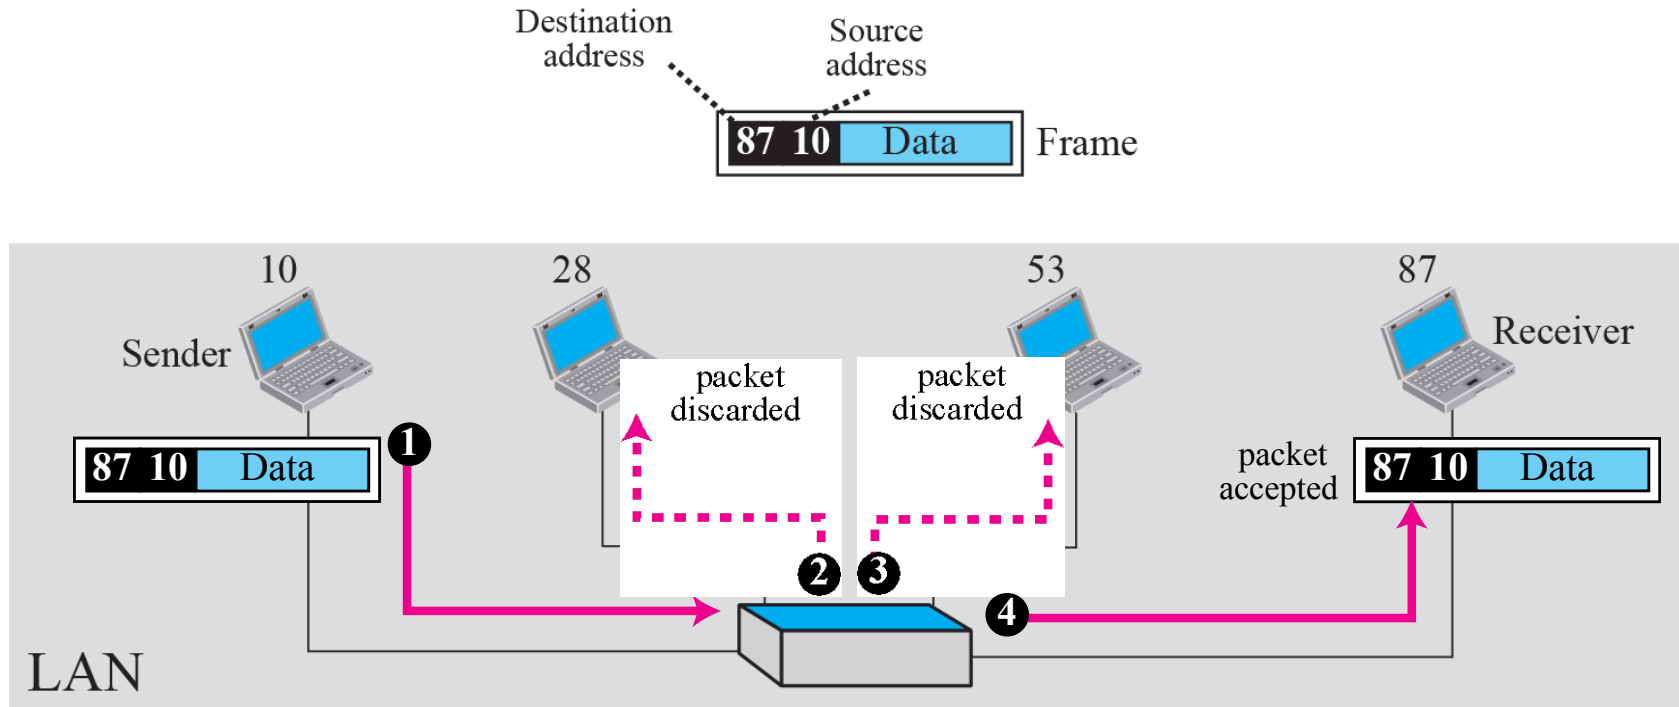 Destination
address
Source
address
87 10 Data
Frame
10
28
53
87
Sender
Receiver
packet
discarded
packet
discarded
1
87 10 Data
packet
accepted
87 10 Data
2
3
4
LAN